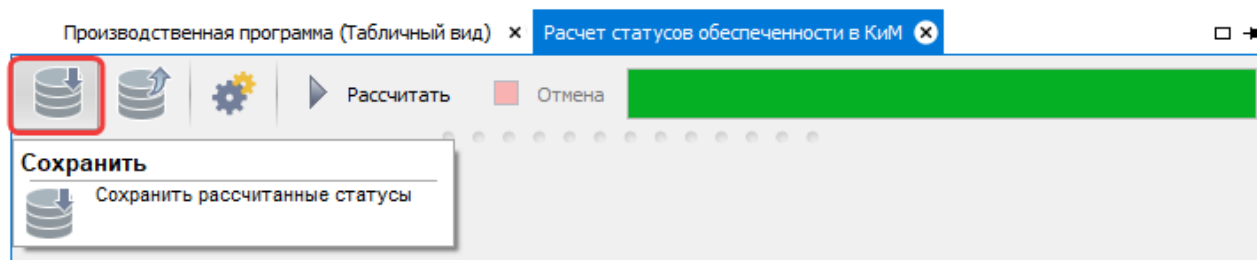 Производственная программа (Табличный вид) Расчет статусов обеспеченности в КиМ
Рассчитать Отмена
Сохранить
Сохранить рассчитанные статусы